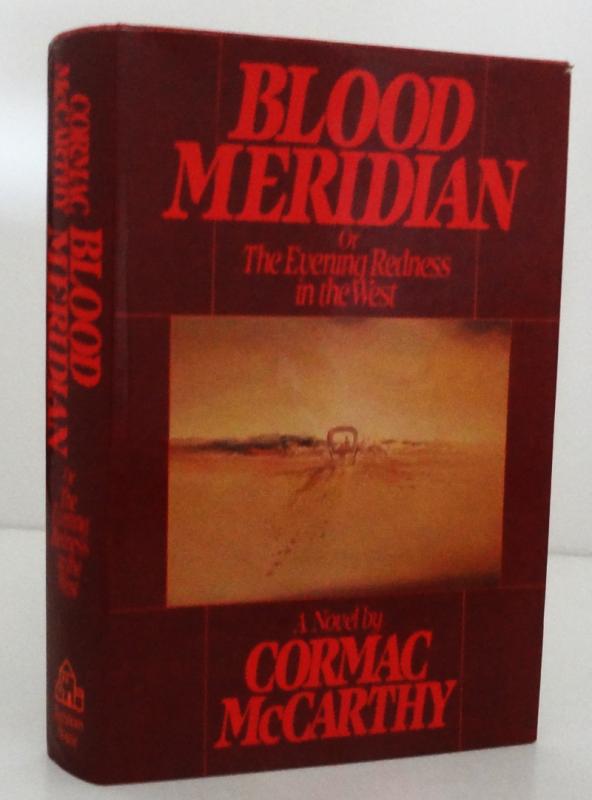 BLOOD
MERIDIAN
Or
The Evening Redness
in the West
A Novel by
CORMAC
McCARTHY
CORMAC
McCARTHY
BLOOD
MERIDIAN